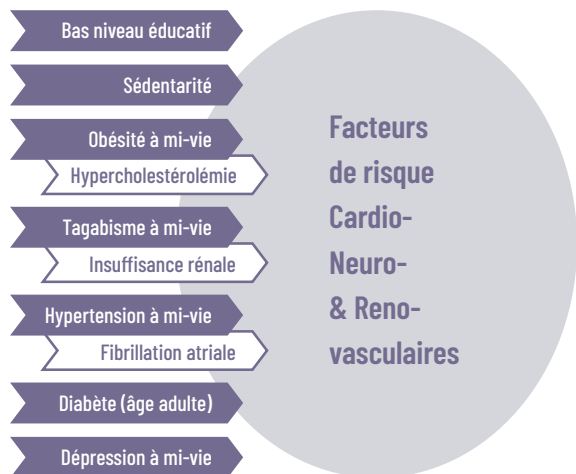 Bas niveau éducatif
Sédentarité
Obésité à mi-vie
Hypercholestérolémie
Tagabisme à mi-vie
Insuffisance rénale
Hypertension à mi-vie
Fibrillation atriale
Diabète (âge adulte)
Dépression à mi-vie
Facteurs
de risque
Cardio-
Neuro-
& Reno-
vasculaires